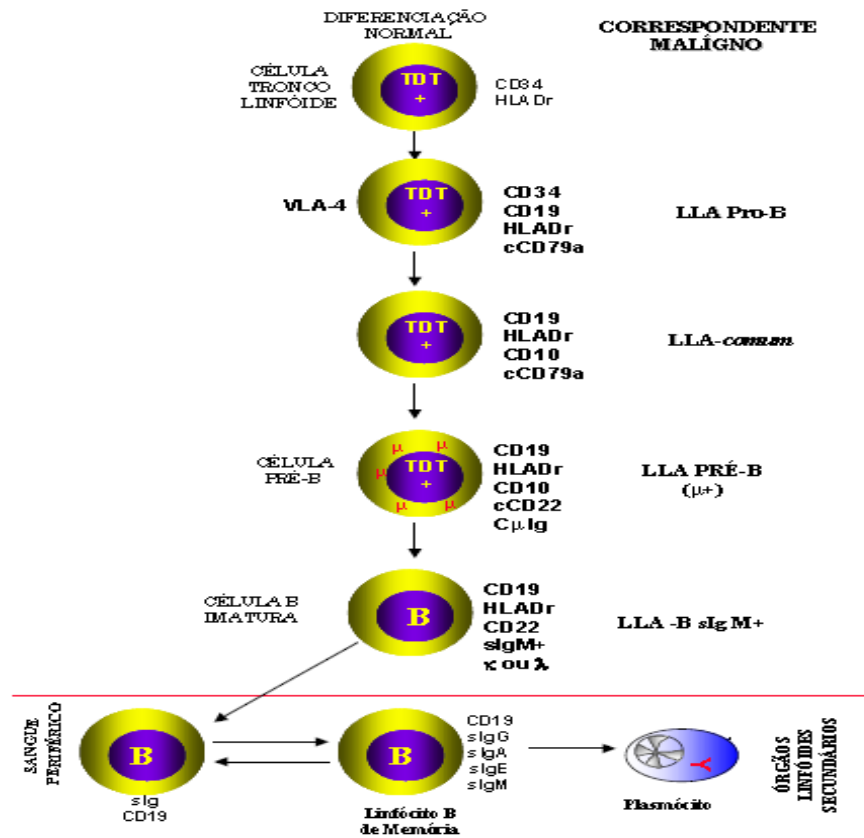 DIFERENCIAÇÃO
NORMAL
CORRESPONDENTE
MALÍGNO
CÉLULA
TRONCO
LINFÓIDE
TDT
+
CD34
HLADr
VLA-4
TDT
+
CD34
CD19
HLADr
cCD79a
LLA Pro-B
TDT
+
CD19
HLADr
CD10
cCD79a
LLA-comum
CÉLULA
PRÉ-B
μ μ
TDT
μ
+
μ μ
CD19
HLADr
CD10
cCD22
CμIg
LLA PRÉ-B
(μ+)
CÉLULA B
IMATURA
B
CD19
HLADr
CD22
sIgM+
κ ou λ
LLA -B sIgM+
SANGUE
PERIFÉRICO
B
sIg
CD19
B
CD19
sIgG
sIgA
sIgE
sIgM
Linfócito B
de Memória
Plasmócito
ÓRGÃOS
LINFÓIDES
SECUNDÁRIOS